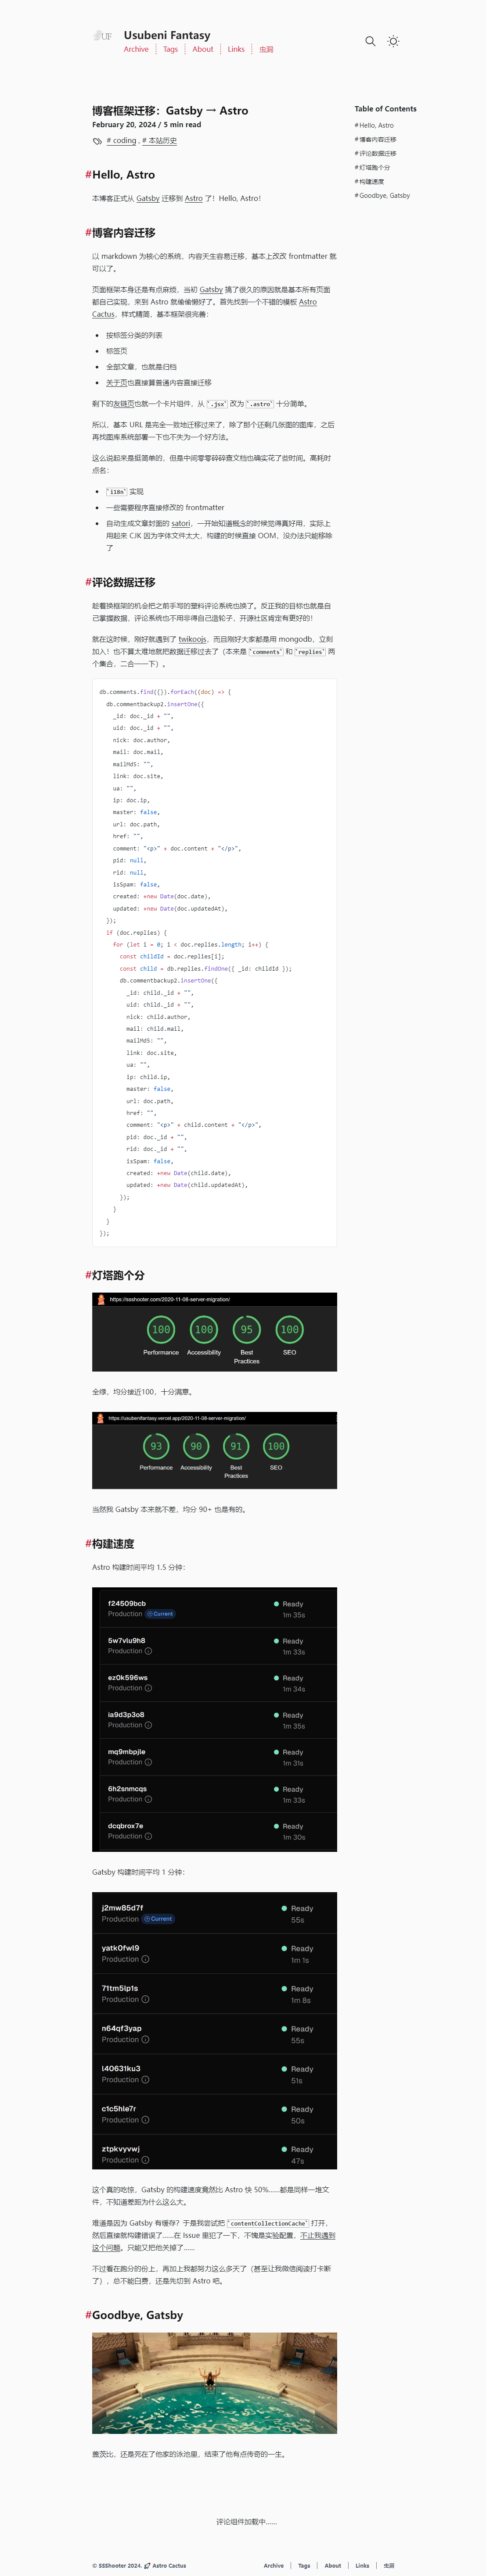 UF
Usubeni Fantasy
Archive
Tags
About
Links
虫洞
博客框架迁移：Gatsby → Astro
February 20, 2024 / 5 min read
# coding , # 本站历史
Table of Contents
#Hello, Astro
#博客内容迁移
#评论数据迁移
#灯塔跑个分
#构建速度
#Goodbye, Gatsby
#Hello, Astro
本博客正式从 Gatsby 迁移到 Astro 了！Hello, Astro！
#博客内容迁移
以 markdown 为核心的系统，内容天生容易迁移，基本上改改 frontmatter 就
可以了。
页面框架本身还是有点麻烦，当初 Gatsby 搞了很久的原因就是基本所有页面
都自己实现，来到 Astro 就偷偷懒好了。首先找到一个不错的模板 Astro
Cactus，样式精简，基本框架很完善：
按标签分类的列表
标签页
全部文章，也就是归档
关于页也直接算普通内容直接迁移
剩下的友链页也就一个卡片组件，从 `.jsx` 改为 `.astro` 十分简单。
所以，基本 URL 是完全一致地迁移过来了，除了那个还剩几张图的图库，之后
再找图库系统部署一下也不失为一个好方法。
这么说起来是挺简单的，但是中间零零碎碎查文档也确实花了些时间。高耗时
点名：
`i18n` 实现
一些需要程序直接修改的 frontmatter
自动生成文章封面的 satori，一开始知道概念的时候觉得真好用，实际上
用起来 CJK 因为字体文件太大，构建的时候直接 OOM，没办法只能移除
了
#评论数据迁移
趁着换框架的机会把之前手写的塑料评论系统也换了。反正我的目标也就是自
己掌握数据，评论系统也不用非得自己造轮子，开源社区肯定有更好的！
就在这时候，刚好就遇到了 twikoojs，而且刚好大家都是用 mongodb，立刻
加入！也不算太难地就把数据迁移过去了（本来是 `comments` 和 `replies` 两
个集合，二合一一下）。
db.comments.find({}).forEach((doc) => {
db.commentbackup2.insertOne({
_id: doc._id + "",
uid: doc._id + "",
nick: doc.author,
mail: doc.mail,
mailMd5: "",
link: doc.site,
ua: "",
ip: doc.ip,
master: false,
url: doc.path,
href: "",
comment: "<p>" + doc.content + "</p>",
pid: null,
rid: null,
isSpam: false,
created: +new Date(doc.date),
updated: +new Date(doc.updatedAt),
});
if (doc.replies) {
for (let i = 0; i < doc.replies.length; i++) {
const childId = doc.replies[i];
const child = db.replies.findOne({ _id: childId });
db.commentbackup2.insertOne({
_id: child._id + "",
uid: child._id + "",
nick: child.author,
mail: child.mail,
mailMd5: "",
link: doc.site,
ua: "",
ip: child.ip,
master: false,
url: doc.path,
href: "",
comment: "<p>" + child.content + "</p>",
pid: doc._id + "",
rid: doc._id + "",
isSpam: false,
created: +new Date(child.date),
updated: +new Date(child.updatedAt),
});
}
}
});
#灯塔跑个分
https://ssshooter.com/2020-11-06-server-migration/
100 100 95 100
Performance Accessibility Best Practices SEO
全绿，均分接近100，十分满意。
https://usubenifantasy.vercel.app/2020-11-06-server-migration/
93 90 91 100
Performance Accessibility Best Practices SEO
当然我 Gatsby 本来就不差，均分 90+ 也是有的。
#构建速度
Astro 构建时间平均 1.5 分钟：
f24509bcb Ready
Production Current 1m 35s
5w7vlu9h8 Ready
Production 1m 33s
ez0k596ws Ready
Production 1m 34s
ia9d3p3o8 Ready
Production 1m 35s
mq9mbpjle Ready
Production 1m 31s
6h2snmcqs Ready
Production 1m 33s
dcqbrox7e Ready
Production 1m 30s
Gatsby 构建时间平均 1 分钟：
j2mw85d7f Ready
Production Current 55s
yatk0fwl9 Ready
Production 1m 1s
71tm5lp1s Ready
Production 1m 8s
n64qf3yap Ready
Production 55s
l40631ku3 Ready
Production 51s
c1c5hle7r Ready
Production 50s
ztpkvyvwj Ready
Production 47s
这个真的吃惊，Gatsby 的构建速度竟然比 Astro 快 50%……都是同样一堆文
件，不知道差距为什么这么大。
难道是因为 Gatsby 有缓存？于是我尝试把 `contentCollectionCache` 打开，
然后直接就构建错误了……在 Issue 里犯了一下，不愧是实验配置，不止我遇到
这个问题。只能又把他关掉了……
不过看在跑分的份上，再加上我都努力这么多天了（甚至让我微信阅读打卡断
了），总不能白费，还是先切到 Astro 吧。
#Goodbye, Gatsby
盖茨比，还是死在了他家的泳池里，结束了他有点传奇的一生。
评论组件加载中……
© SSShooter 2024. Astro Cactus
Archive
Tags
About
Links
虫洞